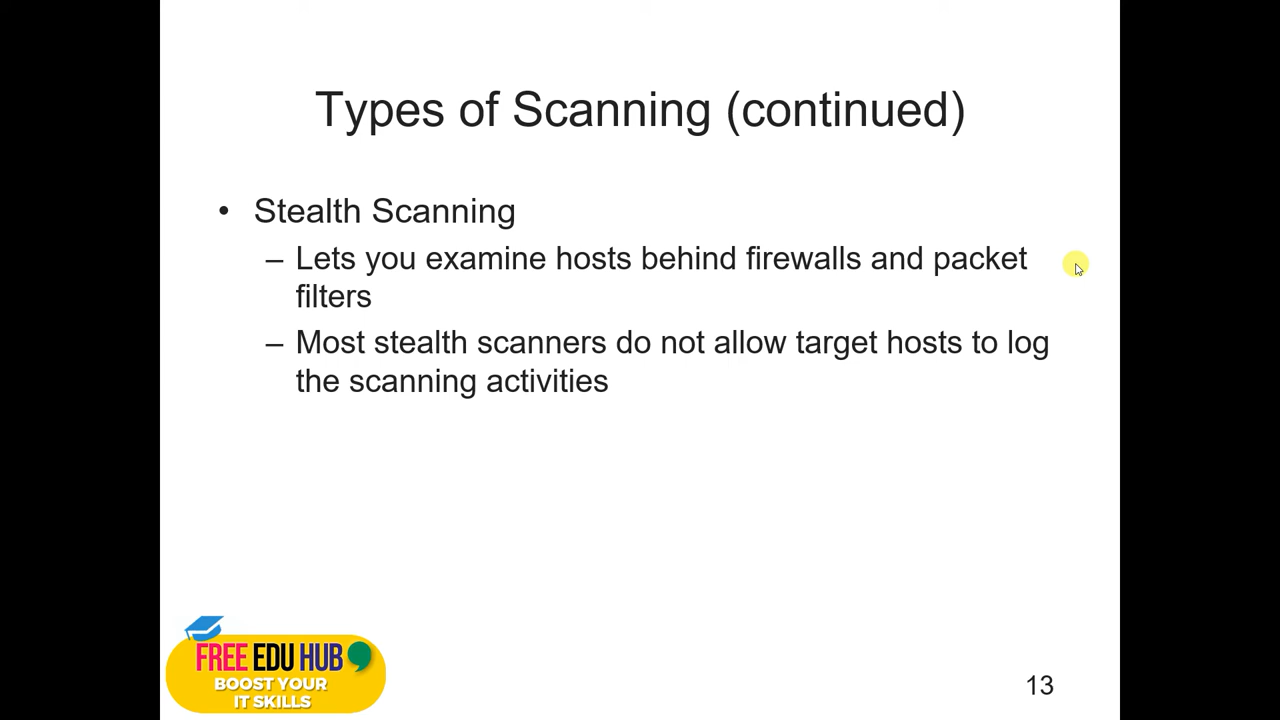 Types of Scanning (continued)
• Stealth Scanning
– Lets you examine hosts behind firewalls and packet
filters
– Most stealth scanners do not allow target hosts to log
the scanning activities
FREE EDU HUB
BOOST YOUR
IT SKILLS
13